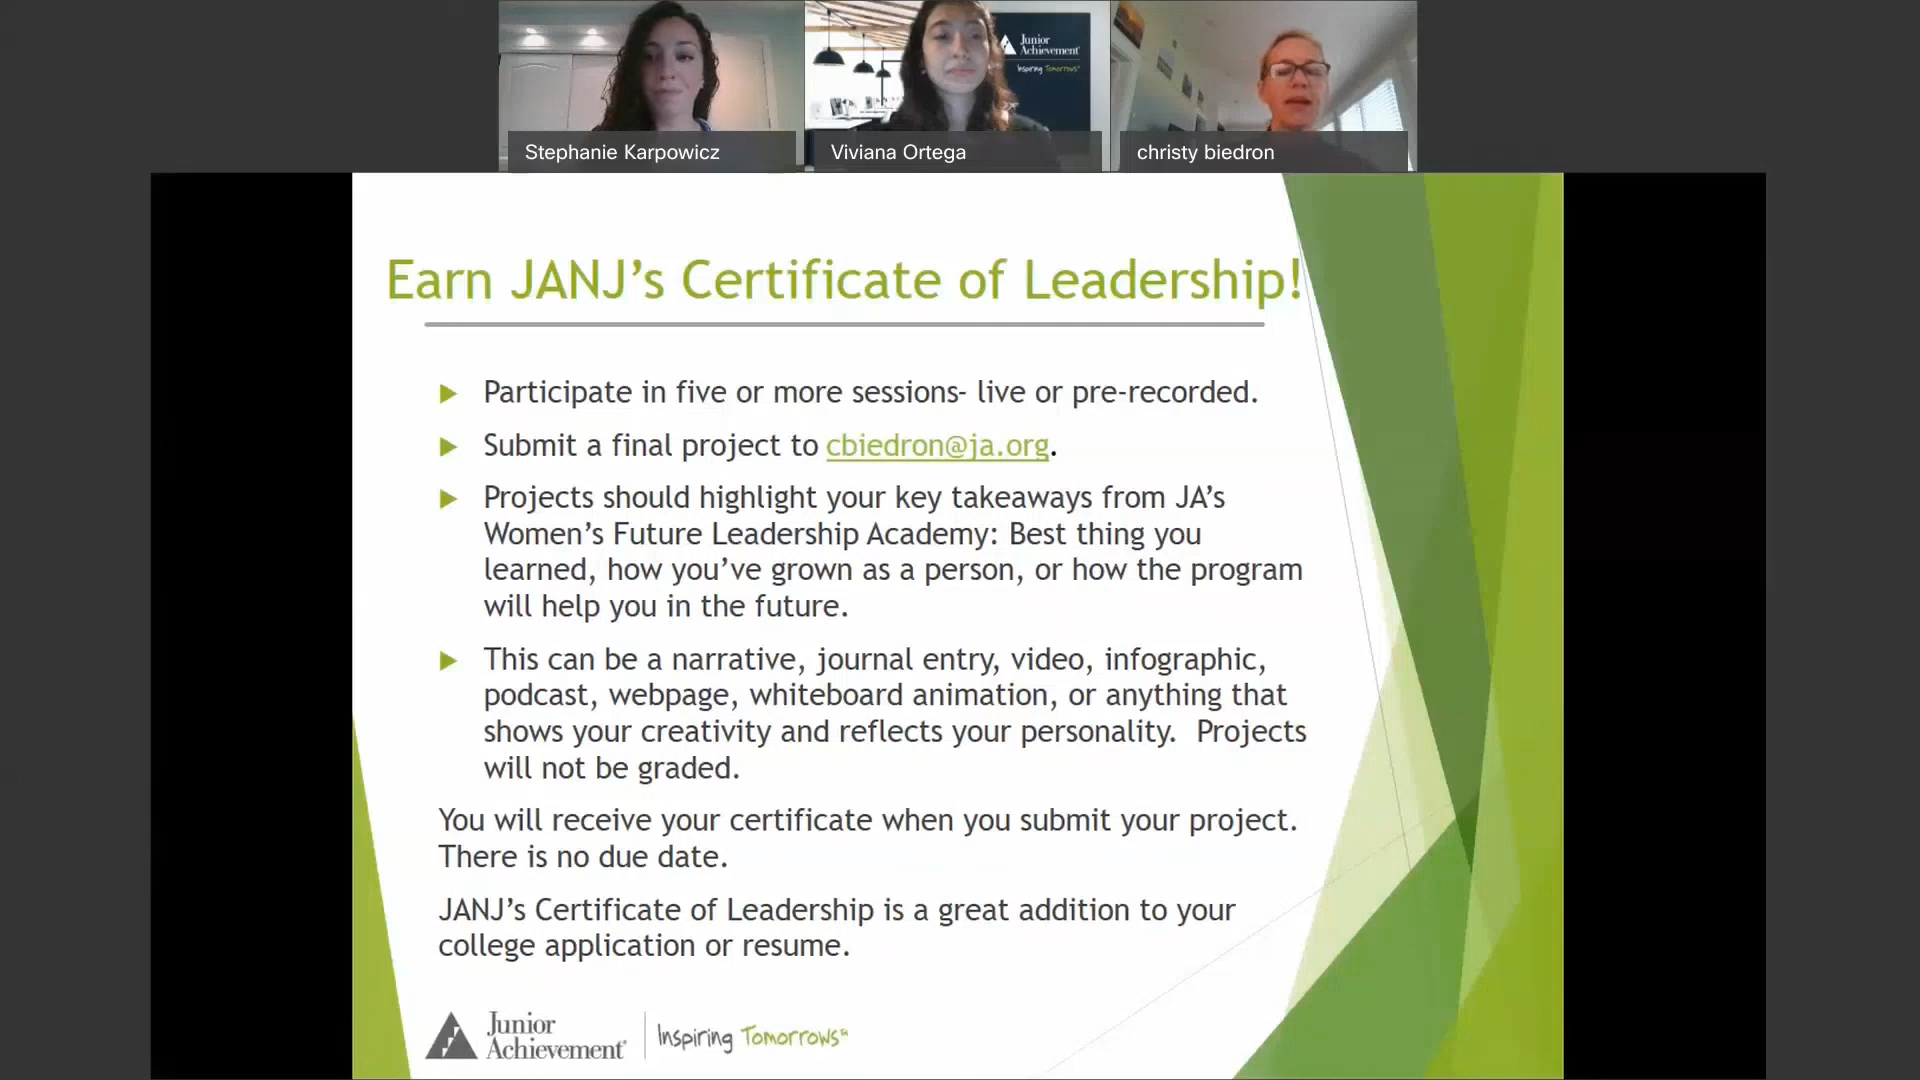 Junior
Achievement
Inspiring Tomorrows
Stephanie Karpowicz
Viviana Ortega
christy biedron
Earn JANJ’s Certificate of Leadership!
Participate in five or more sessions- live or pre-recorded.
Submit a final project to cbiedron@ja.org.
Projects should highlight your key takeaways from JA’s
Women’s Future Leadership Academy: Best thing you
learned, how you’ve grown as a person, or how the program
will help you in the future.
This can be a narrative, journal entry, video, infographic,
podcast, webpage, whiteboard animation, or anything that
shows your creativity and reflects your personality.  Projects
will not be graded.
You will receive your certificate when you submit your project.
There is no due date.
JANJ’s Certificate of Leadership is a great addition to your
college application or resume.
Junior
Achievement
Inspiring Tomorrows